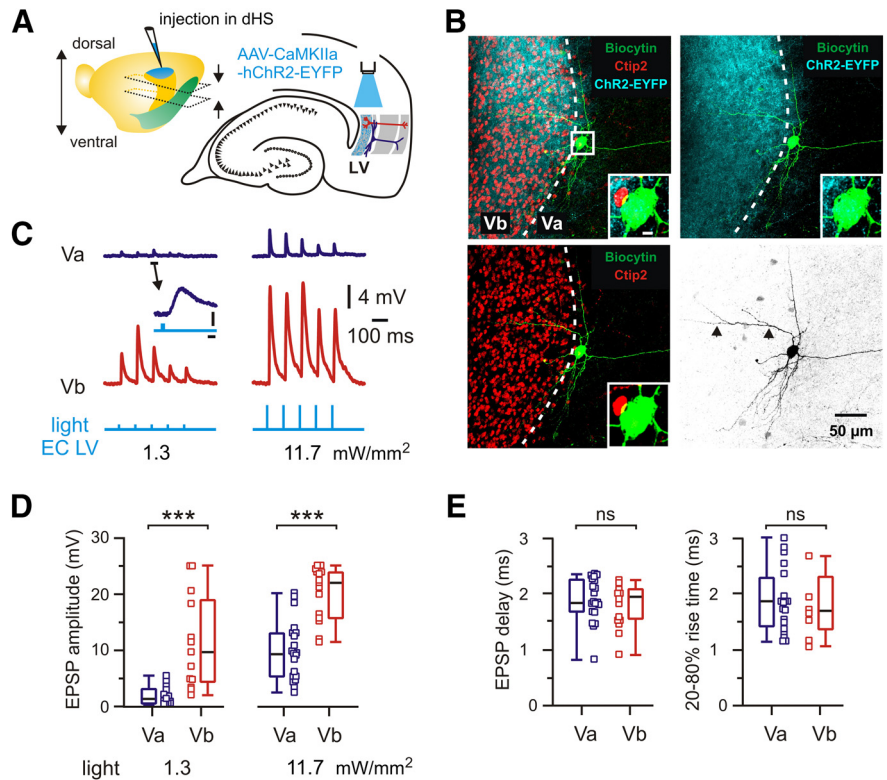 A
injection in dHS
dorsal
AAV-CaMKIIa
-hChR2-EYFP
ventral
LV
B
Biocytin
Ctip2
ChR2-EYFP
Vb
Va
Biocytin
ChR2-EYFP
Biocytin
Ctip2
50 µm
C
Va
4 mV
100 ms
Vb
light
EC LV
1.3
11.7 mW/mm²
D
***
***
EPSP amplitude (mV)
30
20
10
0
Va
Vb
Va
Vb
light
1.3
11.7 mW/mm²
E
ns
EPSP delay (ms)
3
2
1
0
Va
Vb
ns
20-80% rise time (ms)
3
2
1
0
Va
Vb